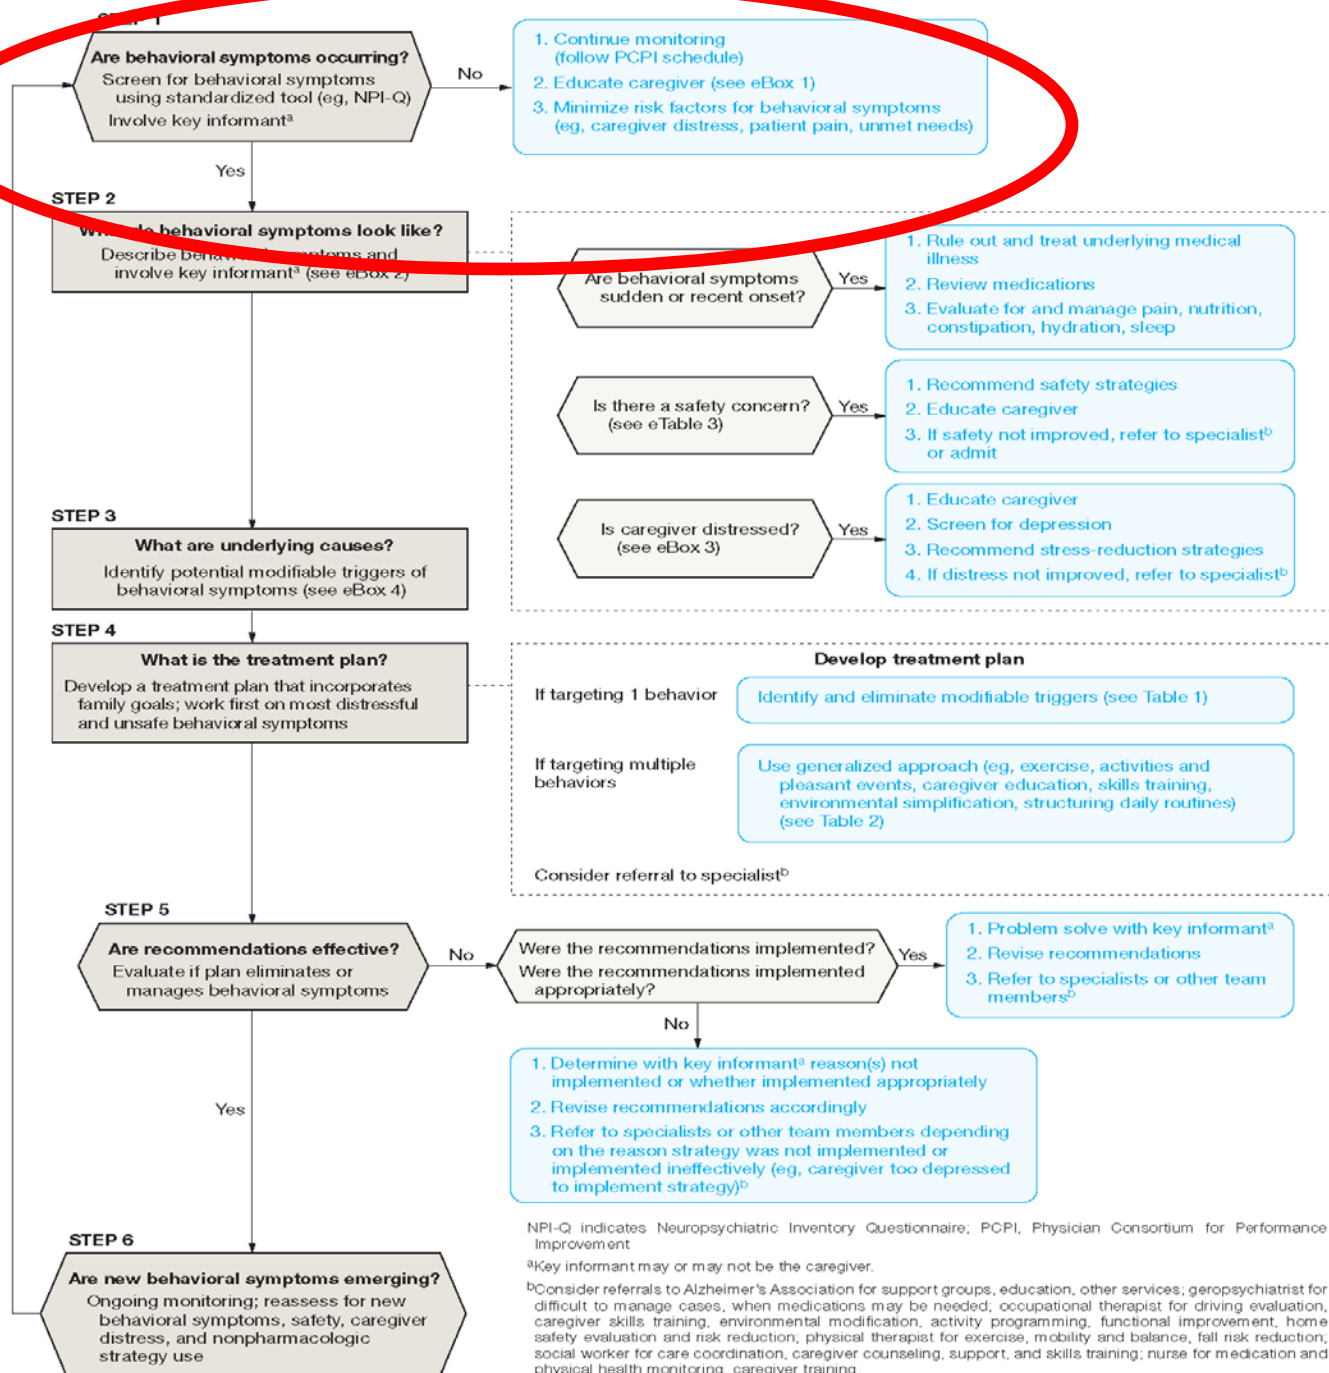 1
Are behavioral symptoms occurring?
Screen for behavioral symptoms
using standardized tool (eg, NPI-Q)
Involve key informantᵃ
No
1. Continue monitoring
(follow PCPI schedule)
2. Educate caregiver (see eBox 1)
3. Minimize risk factors for behavioral symptoms
(eg, caregiver distress, patient pain, unmet needs)
Yes
STEP 2
behavioral symptoms look like?
Describe and
involve key informantᵃ (see eBox 2)
Are behavioral symptoms
sudden or recent onset?
Yes
1. Rule out and treat underlying medical
illness
2. Review medications
3. Evaluate for and manage pain, nutrition,
constipation, hydration, sleep
Is there a safety concern?
(see eTable 3)
Yes
1. Recommend safety strategies
2. Educate caregiver
3. If safety not improved, refer to specialistᵇ
or admit
Is caregiver distressed?
(see eBox 3)
Yes
1. Educate caregiver
2. Screen for depression
3. Recommend stress-reduction strategies
4. If distress not improved, refer to specialistᵇ
STEP 3
What are underlying causes?
Identify potential modifiable triggers of
behavioral symptoms (see eBox 4)
STEP 4
What is the treatment plan?
Develop a treatment plan that incorporates
family goals; work first on most distressful
and unsafe behavioral symptoms
Develop treatment plan
If targeting 1 behavior
Identify and eliminate modifiable triggers (see Table 1)
If targeting multiple
behaviors
Use generalized approach (eg, exercise, activities and
pleasant events, caregiver education, skills training,
environmental simplification, structuring daily routines)
(see Table 2)
Consider referral to specialistᵇ
STEP 5
Are recommendations effective?
Evaluate if plan eliminates or
manages behavioral symptoms
No
Were the recommendations implemented?
Were the recommendations implemented
appropriately?
Yes
1. Problem solve with key informantᵃ
2. Revise recommendations
3. Refer to specialists or other team
membersᵇ
No
1. Determine with key informantᵃ reason(s) not
implemented or whether implemented appropriately
2. Revise recommendations accordingly
3. Refer to specialists or other team members depending
on the reason strategy was not implemented or
implemented ineffectively (eg, caregiver too depressed
to implement strategy)ᵇ
Yes
STEP 6
Are new behavioral symptoms emerging?
Ongoing monitoring; reassess for new
behavioral symptoms, safety, caregiver
distress, and nonpharmacologic
strategy use
NPI-Q indicates Neuropsychiatric Inventory Questionnaire; PCPI, Physician Consortium for Performance
Improvement
ᵃKey informant may or may not be the caregiver.
ᵇConsider referrals to Alzheimer's Association for support groups, education, other services; geropsychiatrist for
difficult to manage cases, when medications may be needed; occupational therapist for driving evaluation,
caregiver skills training, environmental modification, activity programming, functional improvement, home
safety evaluation and risk reduction; physical therapist for exercise, mobility and balance, fall risk reduction;
social worker for care coordination, caregiver counseling, support, and skills training; nurse for medication and
physical health monitoring, caregiver training.